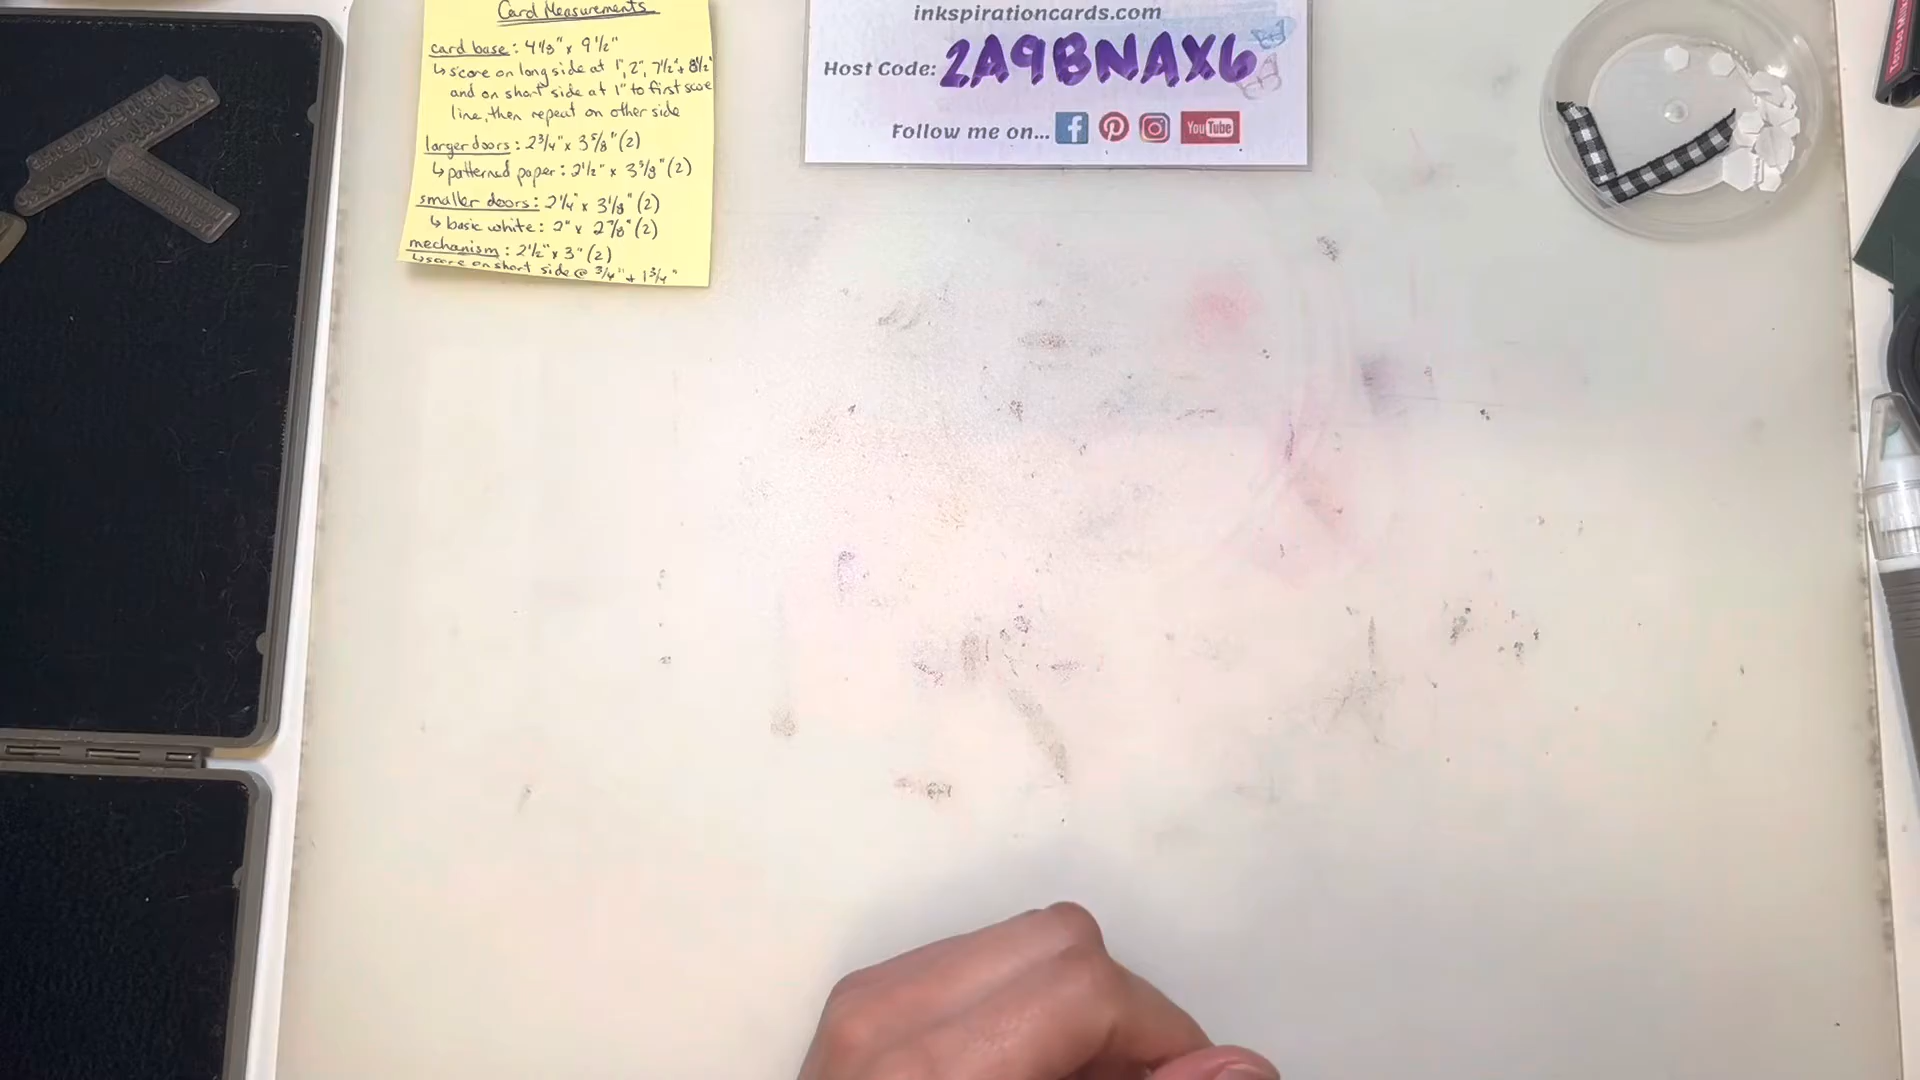 Card Measurements
card base: 4 1/8" x 9 1/2"
↳ score on long side at 1", 2", 7 1/2" + 8 1/2"
and on short side at 1" to first score
line, then repeat on other side
larger doors: 2 3/4" x 3 5/8" (2)
↳ patterned paper: 2 1/2" x 3 5/8" (2)
smaller doors: 2 1/4" x 3 1/8" (2)
↳ basic white: 2" x 2 7/8" (2)
mechanism: 2 1/2" x 3" (2)
↳ score on short side @ 3/4" + 1 3/4"
inkspirationcards.com
Host Code: 2A9BNAX6
Follow me on...
YouTube